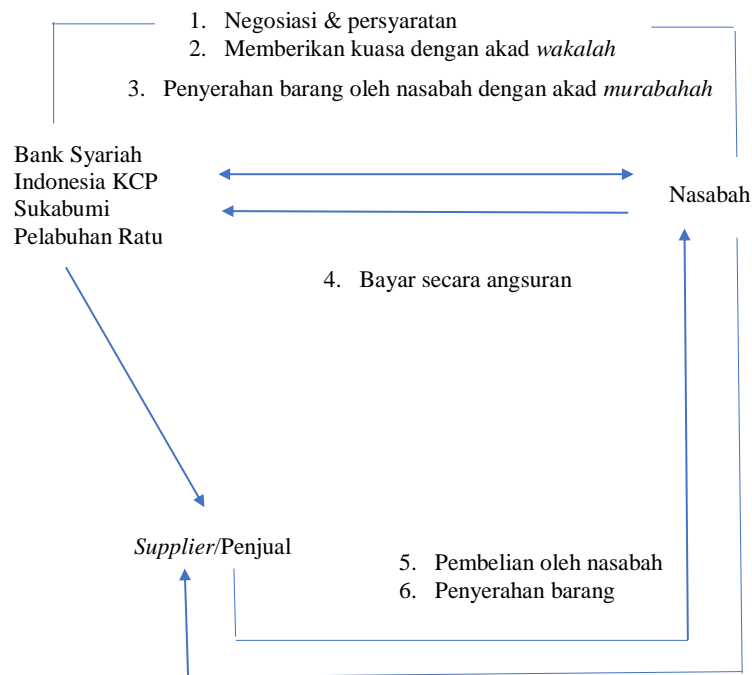 1. Negosiasi & persyaratan
2. Memberikan kuasa dengan akad wakalah
3. Penyerahan barang oleh nasabah dengan akad murabahah
Bank Syariah
Indonesia KCP
Sukabumi
Pelabuhan Ratu
Nasabah
4. Bayar secara angsuran
Supplier/Penjual
5. Pembelian oleh nasabah
6. Penyerahan barang